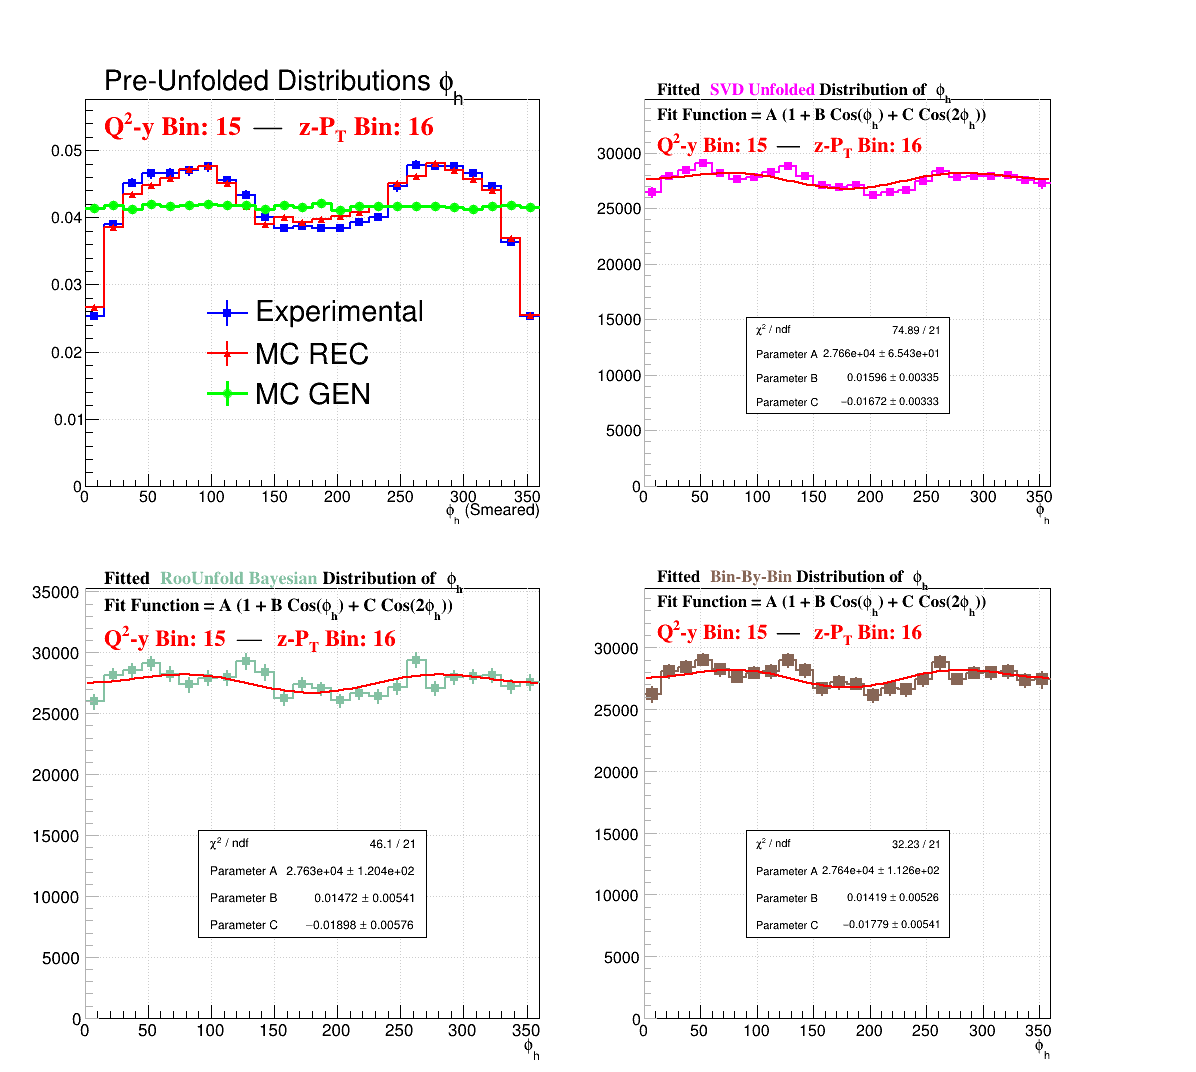 Pre-Unfolded Distributions ϕh
Q²-y Bin: 15 — z-PT Bin: 16
0.05
0.04
0.03
0.02
0.01
0
Experimental
MC REC
MC GEN
0 50 100 150 200 250 300 350
ϕh (Smeared)
Fitted SVD Unfolded Distribution of ϕh
Fit Function = A (1 + B Cos(ϕh) + C Cos(2ϕh))
Q²-y Bin: 15 — z-PT Bin: 16
30000
25000
20000
15000
10000
5000
0
χ² / ndf 74.89 / 21
Parameter A 2.766e+04 ± 6.543e+01
Parameter B 0.01596 ± 0.00335
Parameter C −0.01672 ± 0.00333
0 50 100 150 200 250 300 350
ϕh
Fitted RooUnfold Bayesian Distribution of ϕh
Fit Function = A (1 + B Cos(ϕh) + C Cos(2ϕh))
Q²-y Bin: 15 — z-PT Bin: 16
35000
30000
25000
20000
15000
10000
5000
0
χ² / ndf 46.1 / 21
Parameter A 2.763e+04 ± 1.204e+02
Parameter B 0.01472 ± 0.00541
Parameter C −0.01898 ± 0.00576
0 50 100 150 200 250 300 350
ϕh
Fitted Bin-By-Bin Distribution of ϕh
Fit Function = A (1 + B Cos(ϕh) + C Cos(2ϕh))
Q²-y Bin: 15 — z-PT Bin: 16
30000
25000
20000
15000
10000
5000
0
χ² / ndf 32.23 / 21
Parameter A 2.764e+04 ± 1.126e+02
Parameter B 0.01419 ± 0.00526
Parameter C −0.01779 ± 0.00541
0 50 100 150 200 250 300 350
ϕh